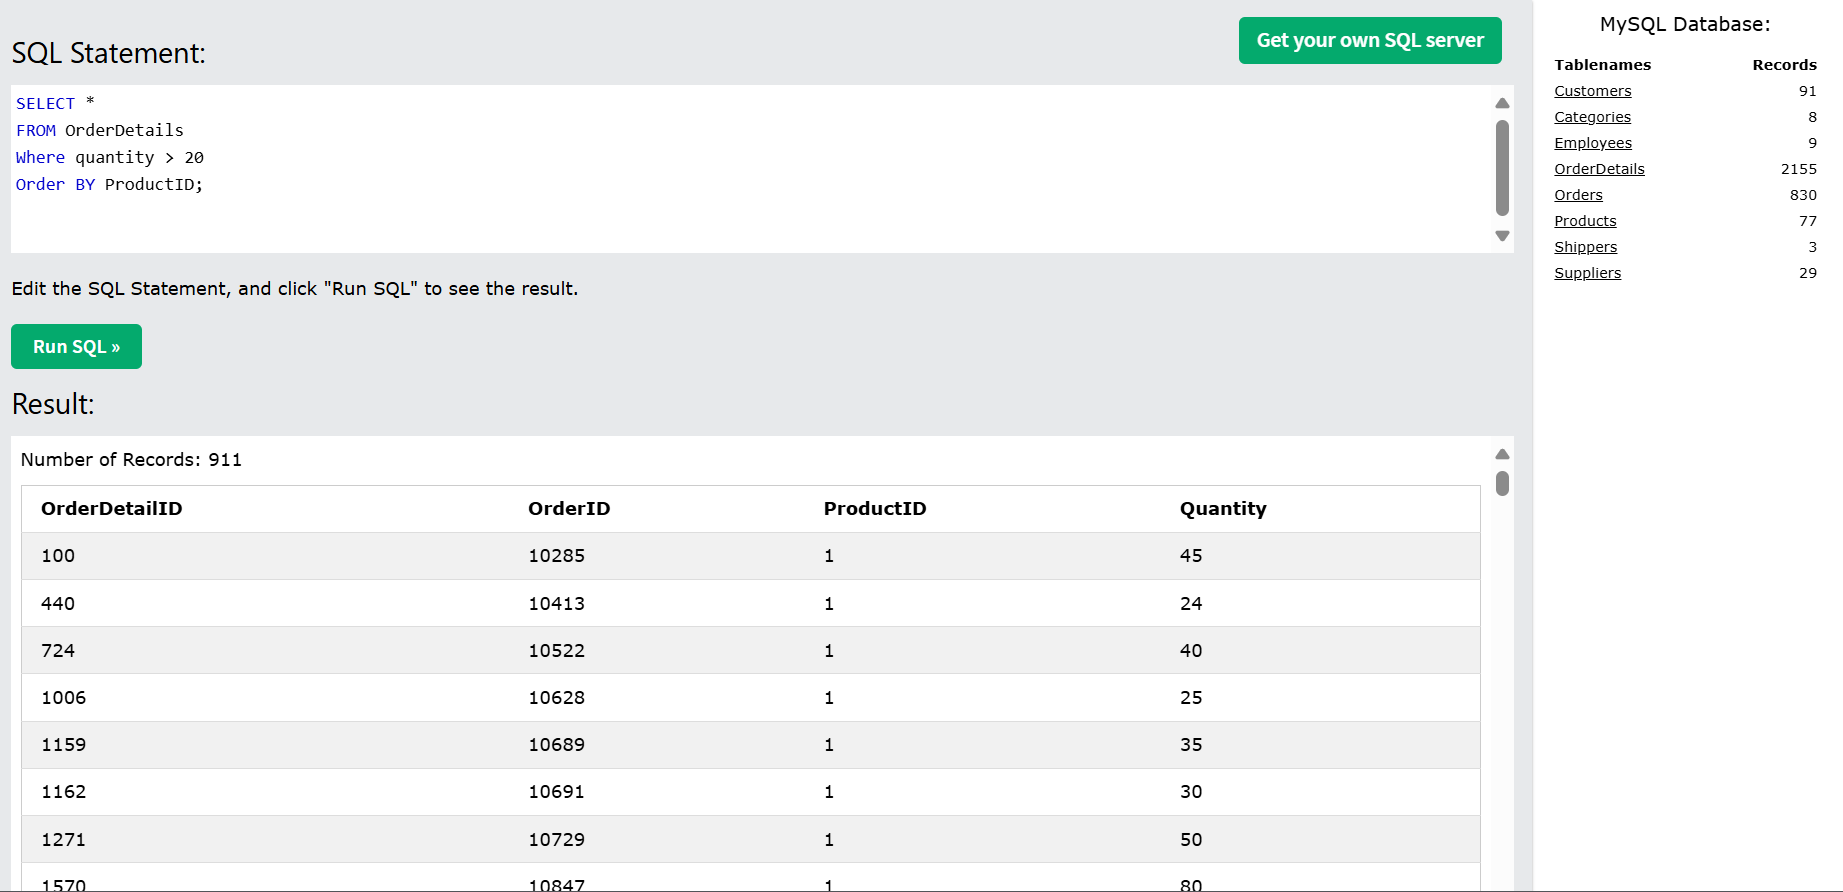 SQL Statement:
Get your own SQL server
SELECT *
FROM OrderDetails
Where quantity > 20
Order BY ProductID;
Edit the SQL Statement, and click "Run SQL" to see the result.
Run SQL »
Result:
Number of Records: 911
OrderDetailID OrderID ProductID Quantity
100 10285 1 45
440 10413 1 24
724 10522 1 40
1006 10628 1 25
1159 10689 1 35
1162 10691 1 30
1271 10729 1 50
1570 10847 1 80
MySQL Database:
Tablenames Records
Customers 91
Categories 8
Employees 9
OrderDetails 2155
Orders 830
Products 77
Shippers 3
Suppliers 29